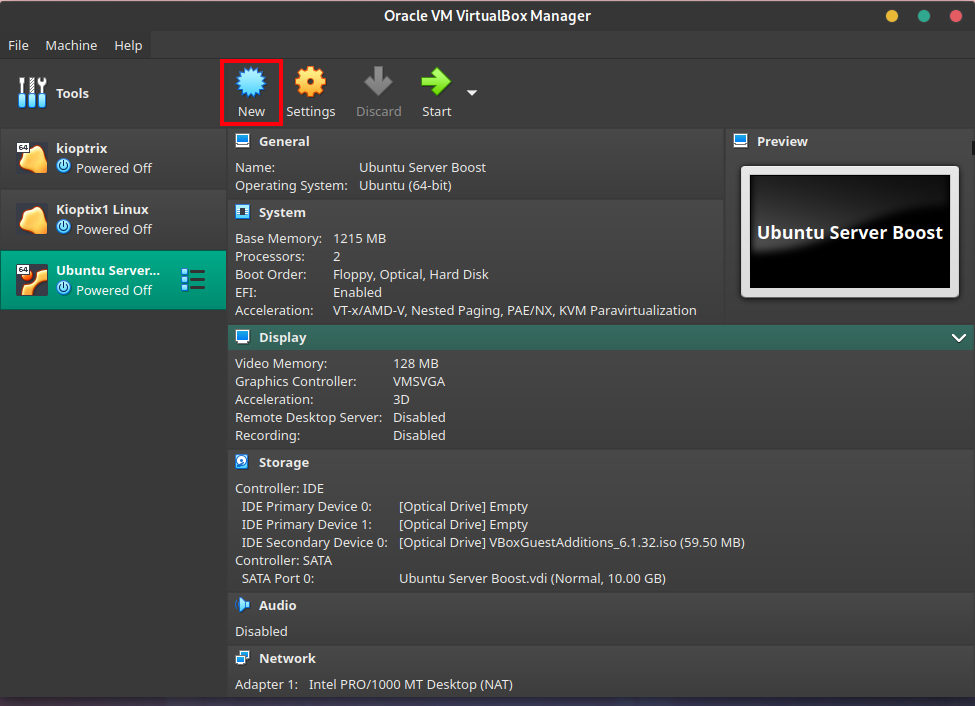 Oracle VM VirtualBox Manager
File Machine Help
Tools
New Settings Discard Start
64
kioptrix
Powered Off
Kioptix1 Linux
Powered Off
64
Ubuntu Server...
Powered Off
General
Name: Ubuntu Server Boost
Operating System: Ubuntu (64-bit)
System
Base Memory: 1215 MB
Processors: 2
Boot Order: Floppy, Optical, Hard Disk
EFI: Enabled
Acceleration: VT-x/AMD-V, Nested Paging, PAE/NX, KVM Paravirtualization
Preview
Ubuntu Server Boost
Display
Video Memory: 128 MB
Graphics Controller: VMSVGA
Acceleration: 3D
Remote Desktop Server: Disabled
Recording: Disabled
Storage
Controller: IDE
IDE Primary Device 0: [Optical Drive] Empty
IDE Primary Device 1: [Optical Drive] Empty
IDE Secondary Device 0: [Optical Drive] VBoxGuestAdditions_6.1.32.iso (59.50 MB)
Controller: SATA
SATA Port 0: Ubuntu Server Boost.vdi (Normal, 10.00 GB)
Audio
Disabled
Network
Adapter 1: Intel PRO/1000 MT Desktop (NAT)